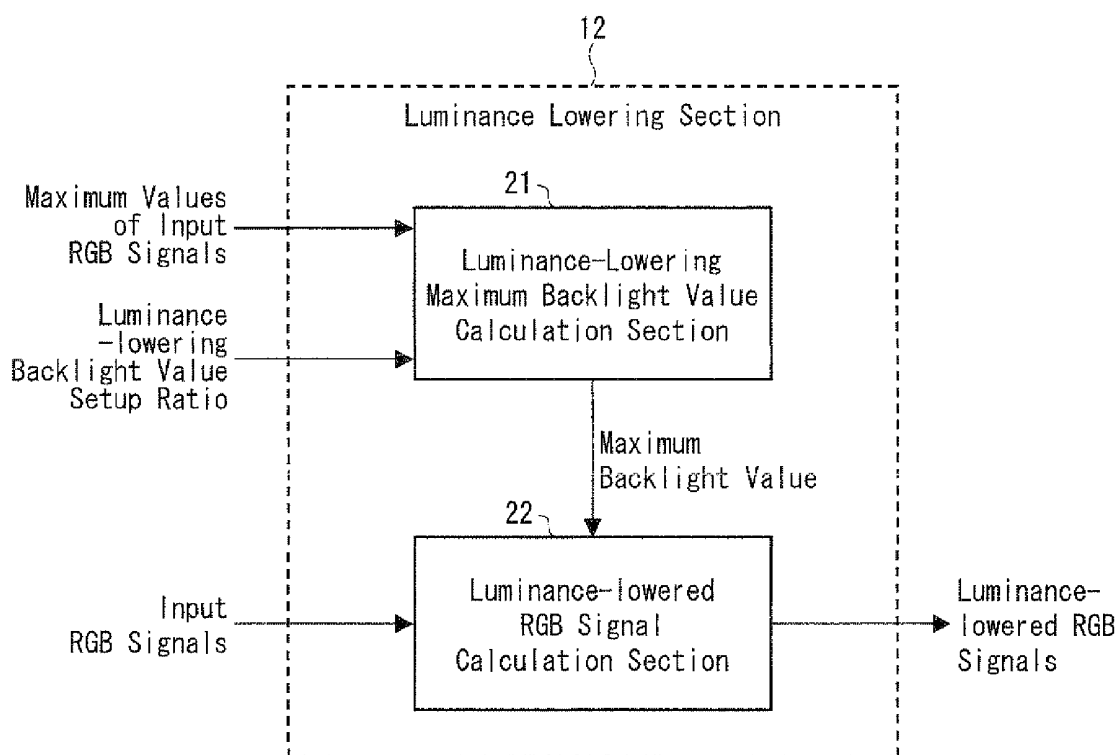 12
Luminance Lowering Section
Maximum Values
of Input
RGB Signals
21
Luminance-Lowering
Maximum Backlight Value
Calculation Section
Luminance
-lowering
Backlight Value
Setup Ratio
Maximum
Backlight Value
22
Input
RGB Signals
Luminance-lowered
RGB Signal
Calculation Section
Luminance-
lowered RGB
Signals